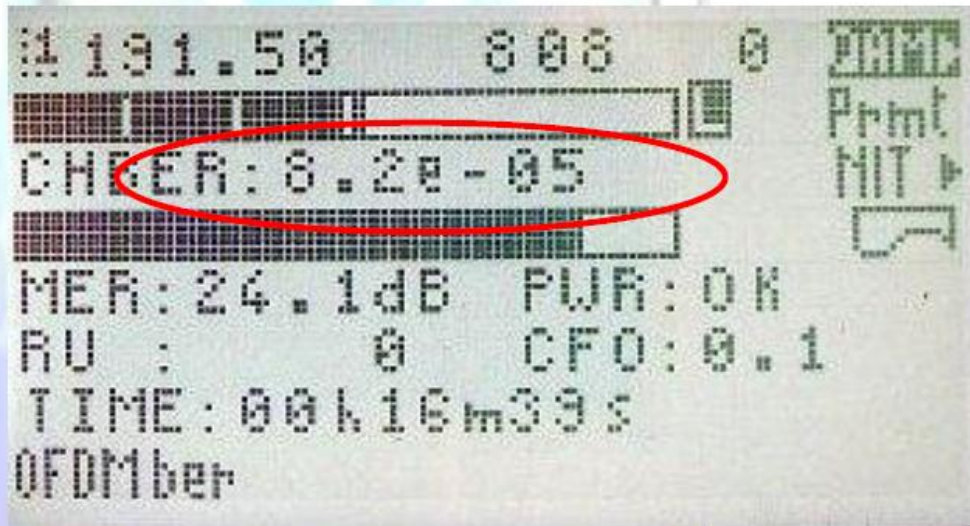 191.50 808 0
Prmt
CHBER:8.2e-05 MIT
MER:24.1dB PWR:OK
RU : 0 CFO:0.1
TIME:00h16m39s
OFDMber